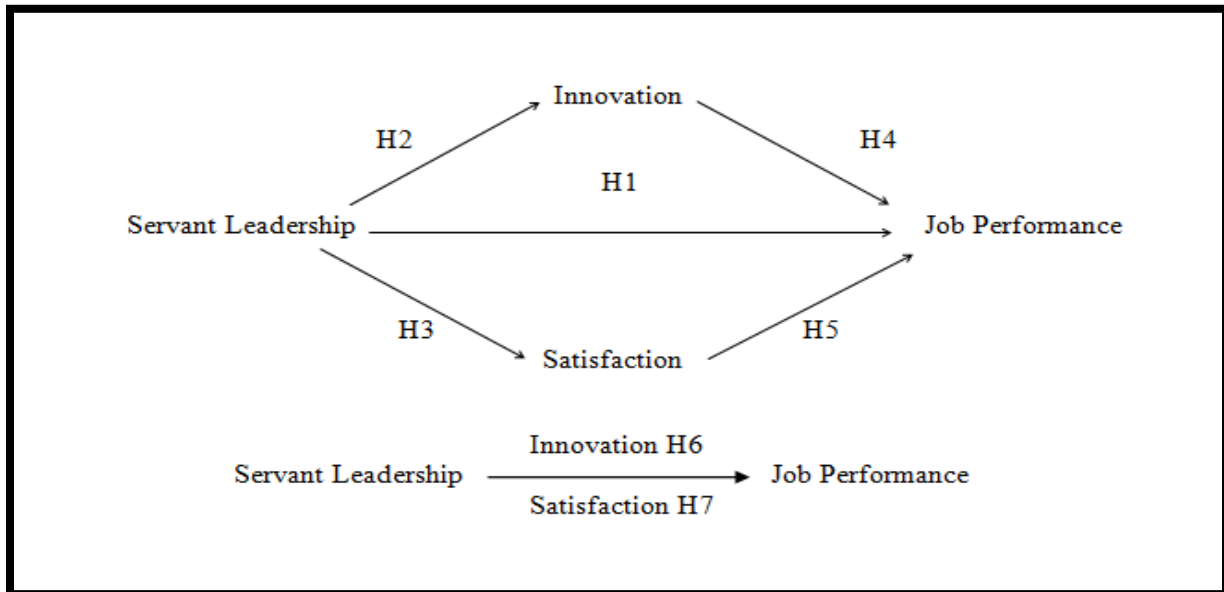 Innovation
H2
H4
H1
Servant Leadership
Job Performance
H3
H5
Satisfaction
Innovation H6
Servant Leadership
Job Performance
Satisfaction H7